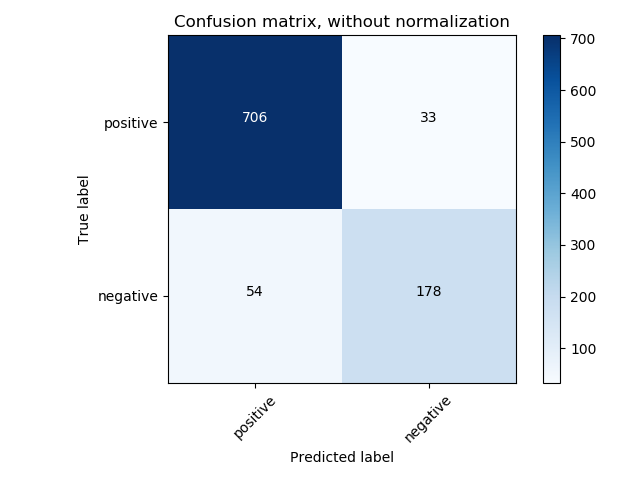 Confusion matrix, without normalization
True label
positive
706
33
negative
54
178
positive
negative
Predicted label
700
600
500
400
300
200
100